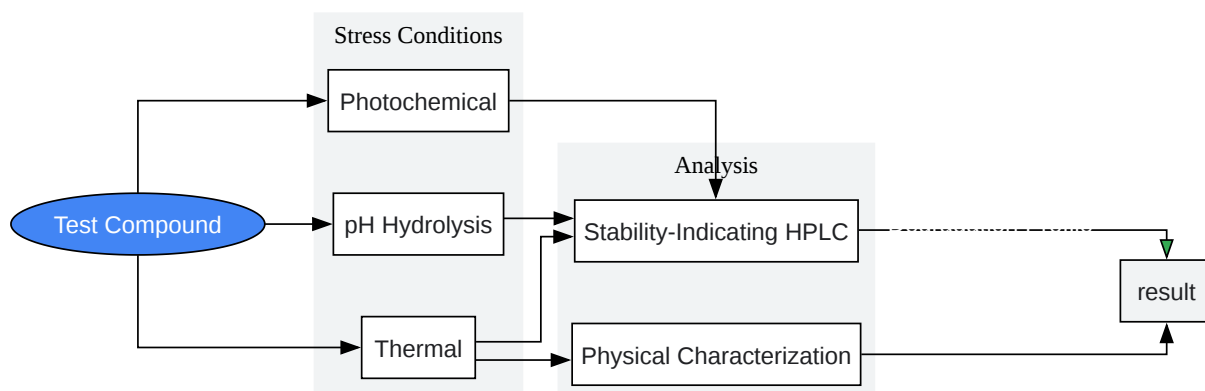 Stress Conditions
Photochemical
Analysis
Test Compound
pH Hydrolysis
Stability-Indicating HPLC
result
Thermal
Physical Characterization